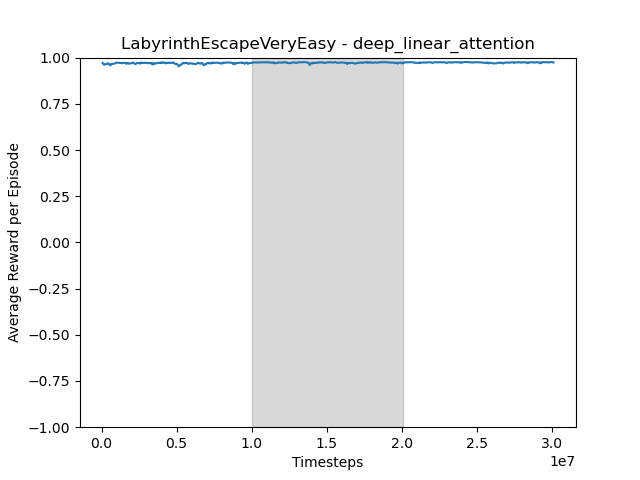 LabyrinthEscapeVeryEasy - deep_linear_attention
Average Reward per Episode
1.00
0.75
0.50
0.25
0.00
−0.25
−0.50
−0.75
−1.00
0.0 0.5 1.0 1.5 2.0 2.5 3.0
1e7
Timesteps